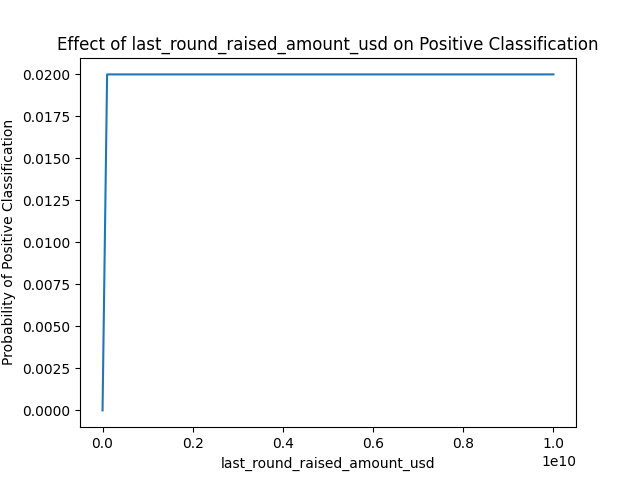 Effect of last_round_raised_amount_usd on Positive Classification
Probability of Positive Classification
0.0200
0.0175
0.0150
0.0125
0.0100
0.0075
0.0050
0.0025
0.0000
0.0 0.2 0.4 0.6 0.8 1.0
1e10
last_round_raised_amount_usd